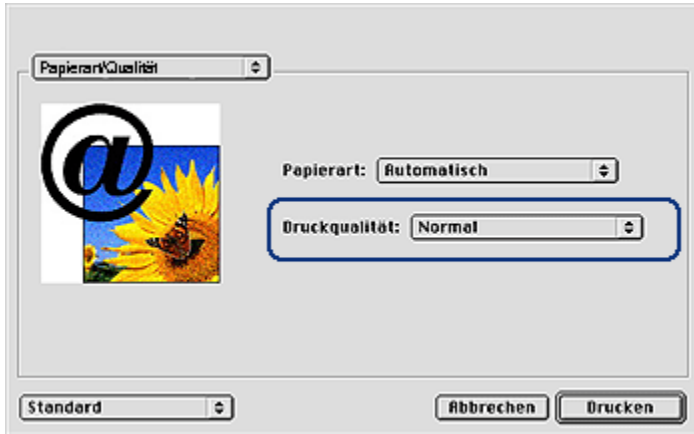 Papierart/Qualität
@
Papierart: Automatisch
Druckqualität: Normal
Standard Abbrechen Drucken